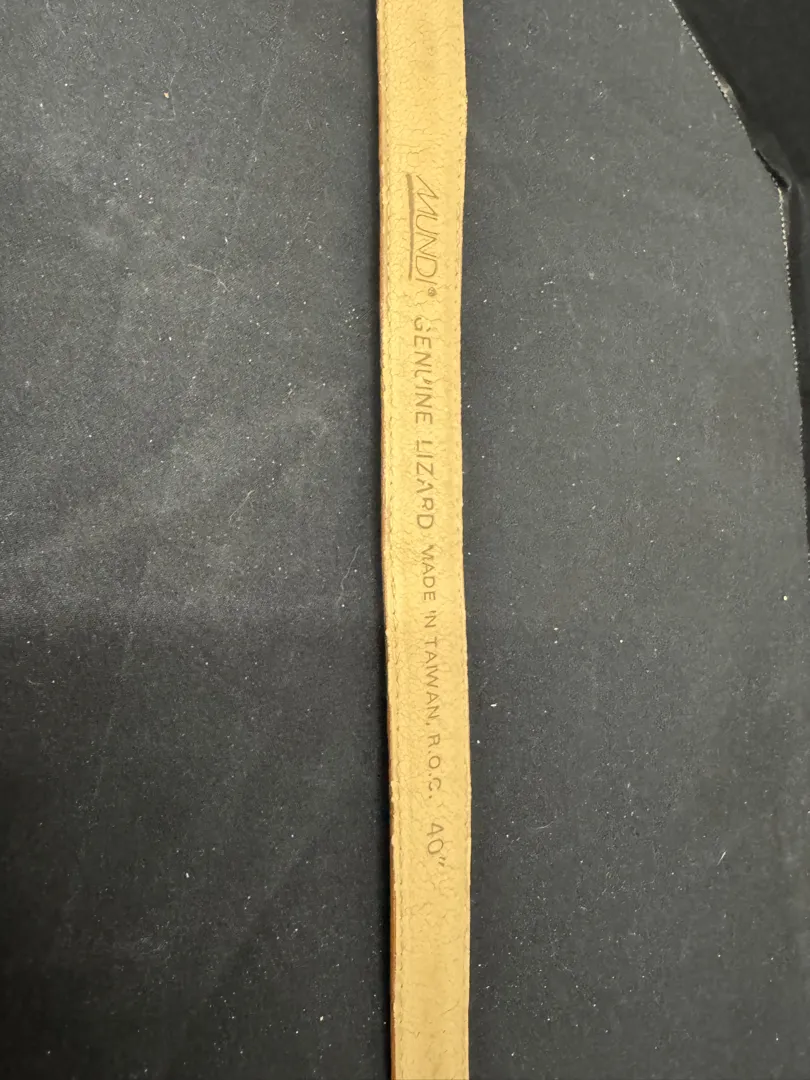 MUNDI® GENUINE LIZARD MADE IN TAIWAN, R.O.C. 40"